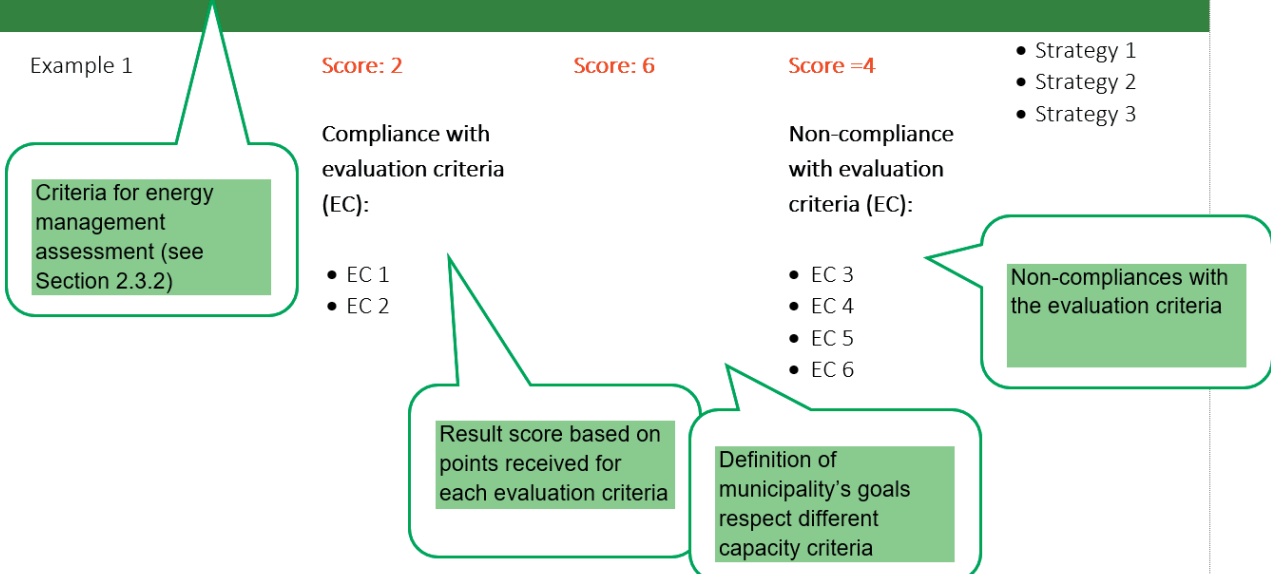 Example 1
Score: 2
Score: 6
Score =4
• Strategy 1
• Strategy 2
• Strategy 3
Compliance with
evaluation criteria
(EC):
• EC 1
• EC 2
Non-compliance
with evaluation
criteria (EC):
• EC 3
• EC 4
• EC 5
• EC 6
Criteria for energy
management
assessment (see
Section 2.3.2)
Non-compliances with
the evaluation criteria
Result score based on
points received for
each evaluation criteria
Definition of
municipality’s goals
respect different
capacity criteria